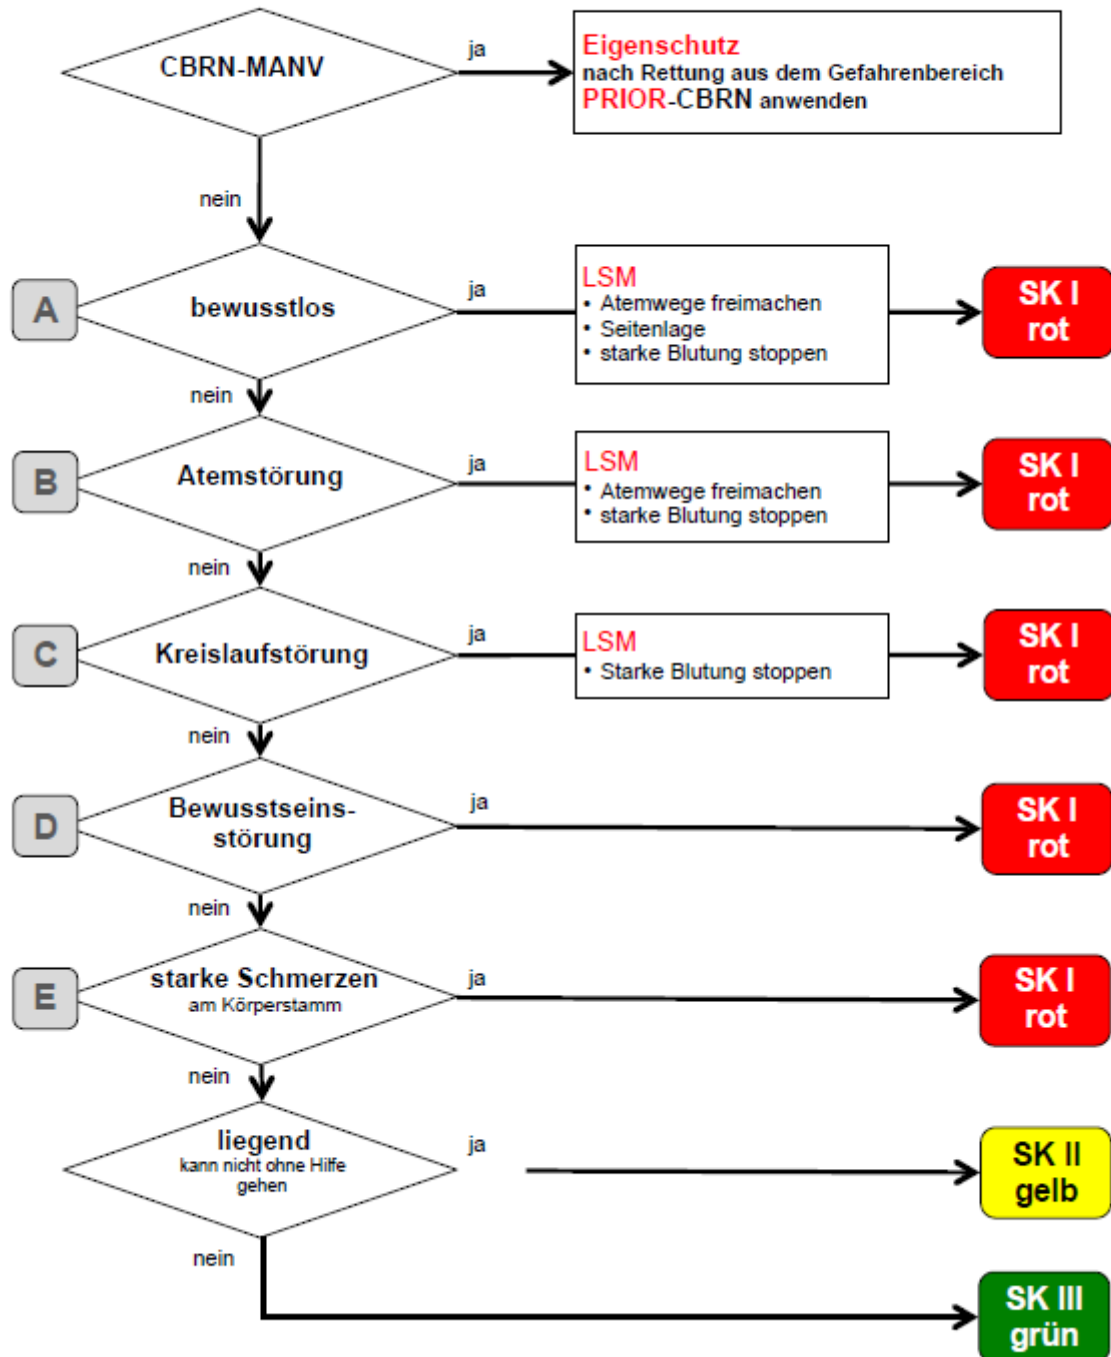 CBRN-MANV
ja
Eigenschutz
nach Rettung aus dem Gefahrenbereich
PRIOR-CBRN anwenden
nein
A
bewusstlos
ja
LSM
• Atemwege freimachen
• Seitenlage
• starke Blutung stoppen
SK I
rot
nein
B
Atemstörung
ja
LSM
• Atemwege freimachen
• starke Blutung stoppen
SK I
rot
nein
C
Kreislaufstörung
ja
LSM
• Starke Blutung stoppen
SK I
rot
nein
D
Bewusstseins-
störung
ja
SK I
rot
nein
E
starke Schmerzen
am Körperstamm
ja
SK I
rot
nein
liegend
kann nicht ohne Hilfe
gehen
ja
SK II
gelb
nein
SK III
grün